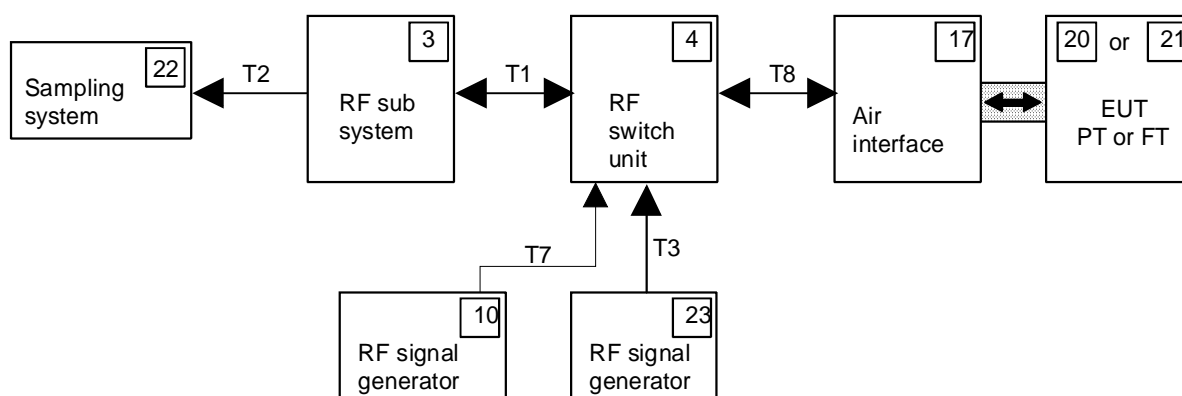 22
Sampling
system
T2
3
RF sub
system
T1
4
RF
switch
unit
T8
17
Air
interface
20 or 21
EUT
PT or FT
T7
T3
10
RF signal
generator
23
RF signal
generator